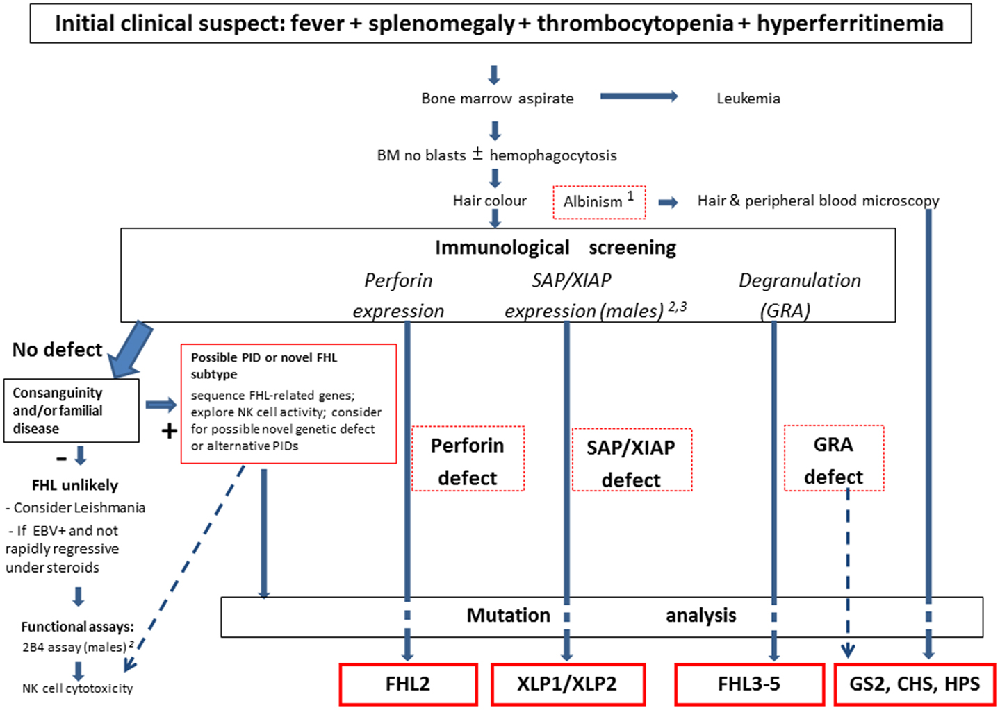 Initial clinical suspect: fever + splenomegaly + thrombocytopenia + hyperferritinemia
Bone marrow aspirate
Leukemia
BM no blasts ± hemophagocytosis
Hair colour
Albinism 1
Hair & peripheral blood microscopy
Immunological screening
Perforin
expression
SAP/XIAP
expression (males) 2,3
Degranulation
(GRA)
No defect
Consanguinity
and/or familial
disease
+
Possible PID or novel FHL
subtype
sequence FHL-related genes;
explore NK cell activity; consider
for possible novel genetic defect
or alternative PIDs
Perforin
defect
SAP/XIAP
defect
GRA
defect
–
FHL unlikely
- Consider Leishmania
- If EBV+ and not
rapidly regressive
under steroids
Functional assays:
2B4 assay (males) 2
NK cell cytotoxicity
Mutation analysis
FHL2
XLP1/XLP2
FHL3-5
GS2, CHS, HPS